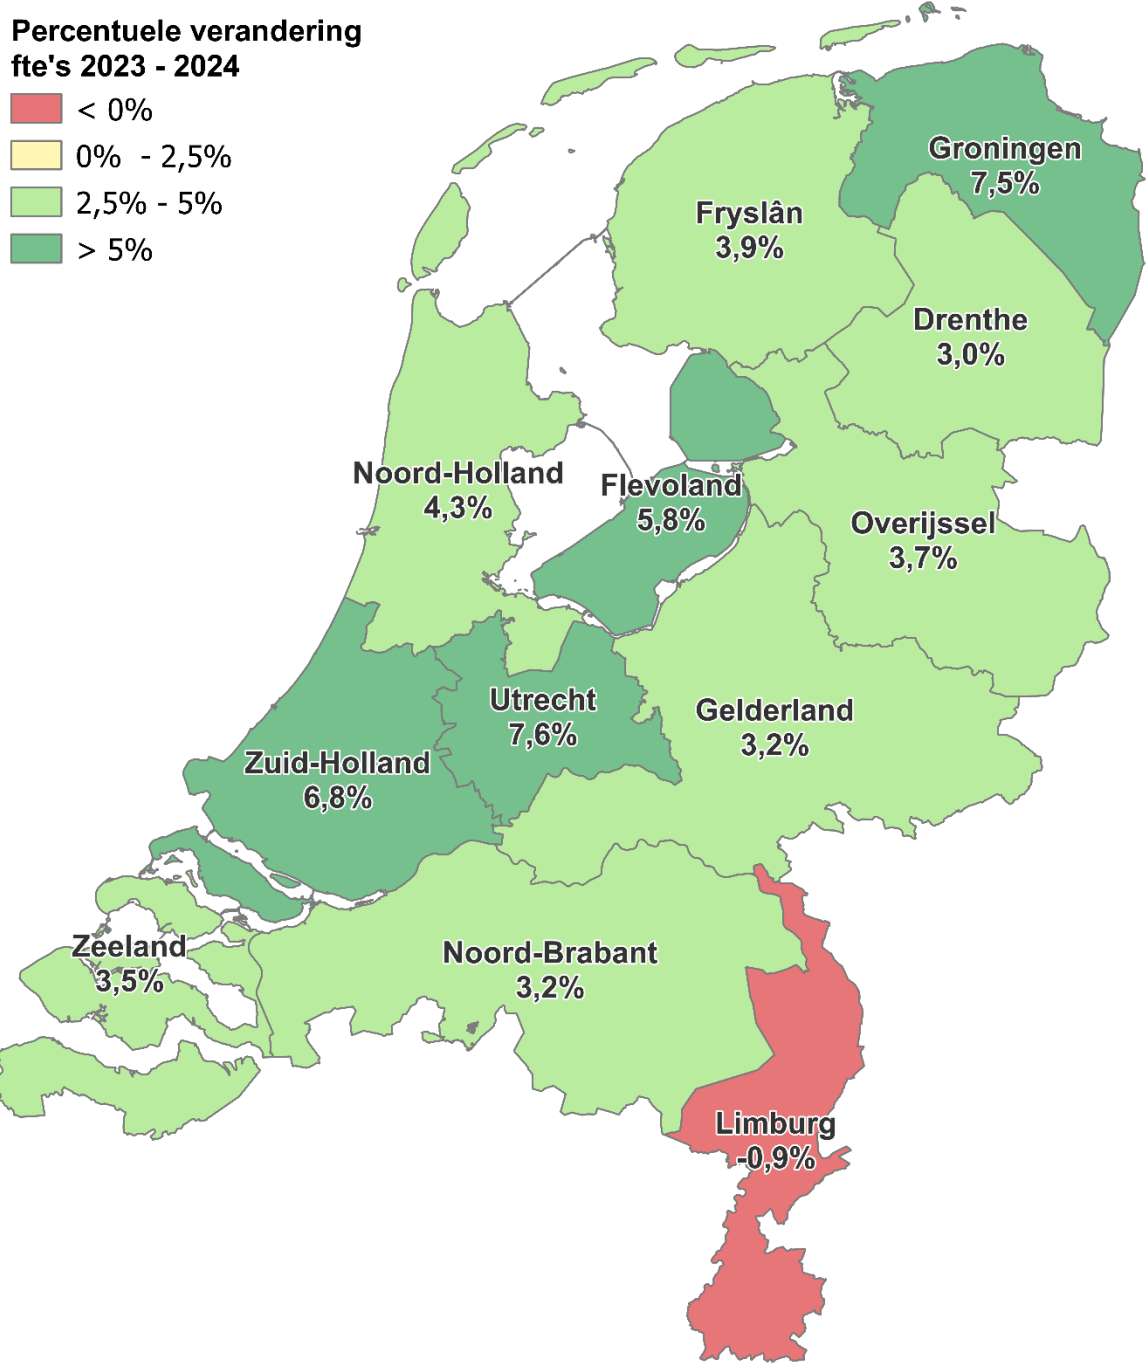 Percentuele verandering
fte's 2023 - 2024
< 0%
0% - 2,5%
2,5% - 5%
> 5%
Groningen
7,5%
Fryslân
3,9%
Drenthe
3,0%
Noord-Holland
4,3%
Flevoland
5,8%
Overijssel
3,7%
Utrecht
7,6%
Gelderland
3,2%
Zuid-Holland
6,8%
Zeeland
3,5%
Noord-Brabant
3,2%
Limburg
-0,9%